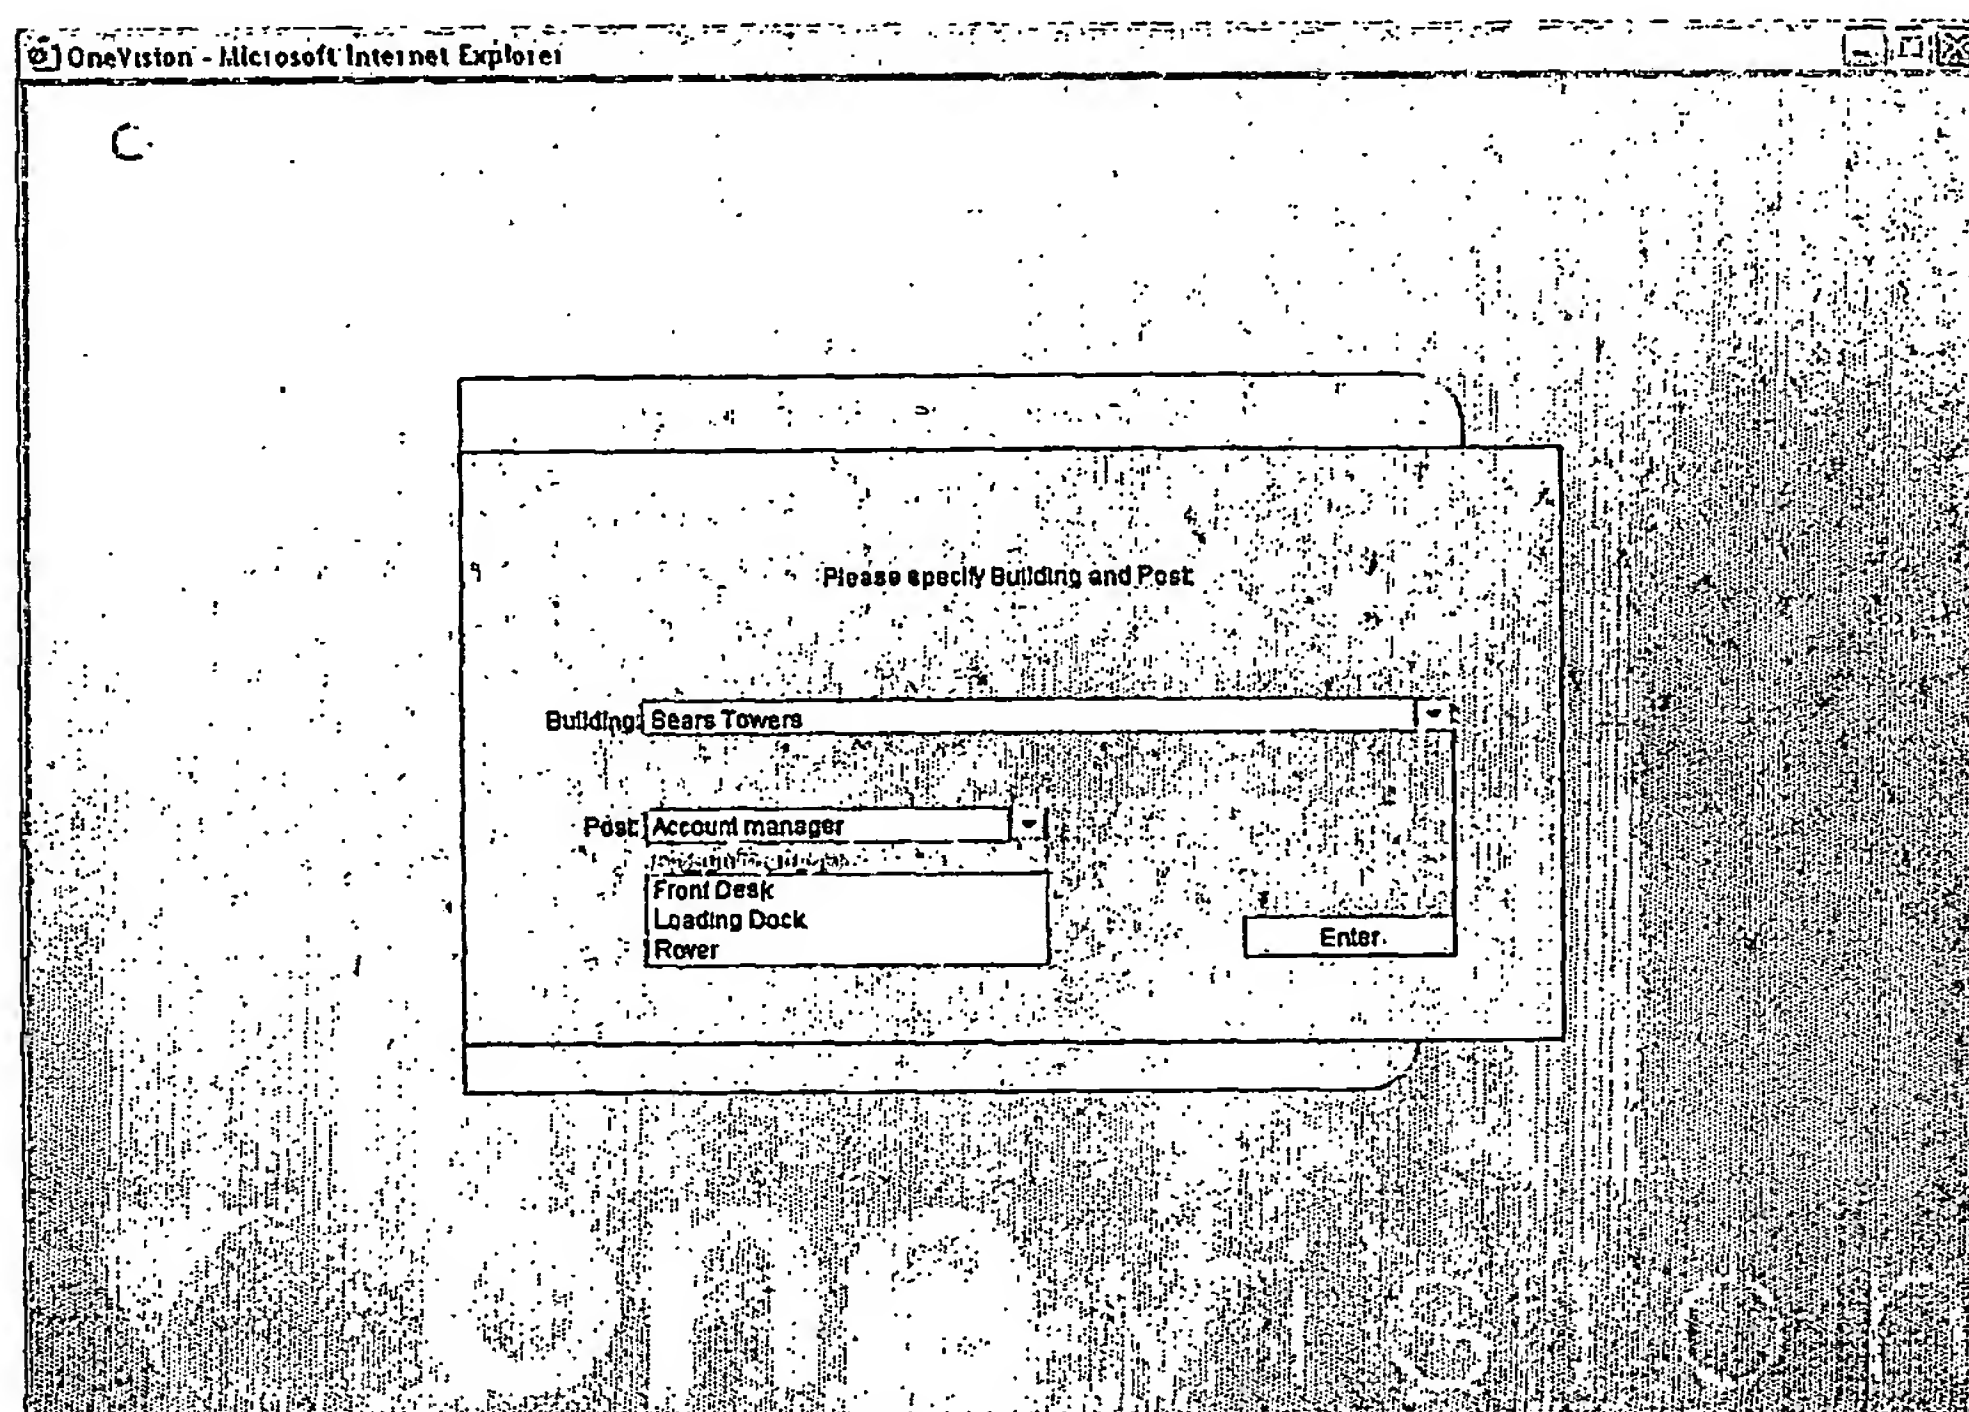 OneVision - Microsoft Internet Explorer
Please specify Building and Post:
Building: Sears Towers
Post: Account manager
Front Desk
Loading Dock
Rover
Enter